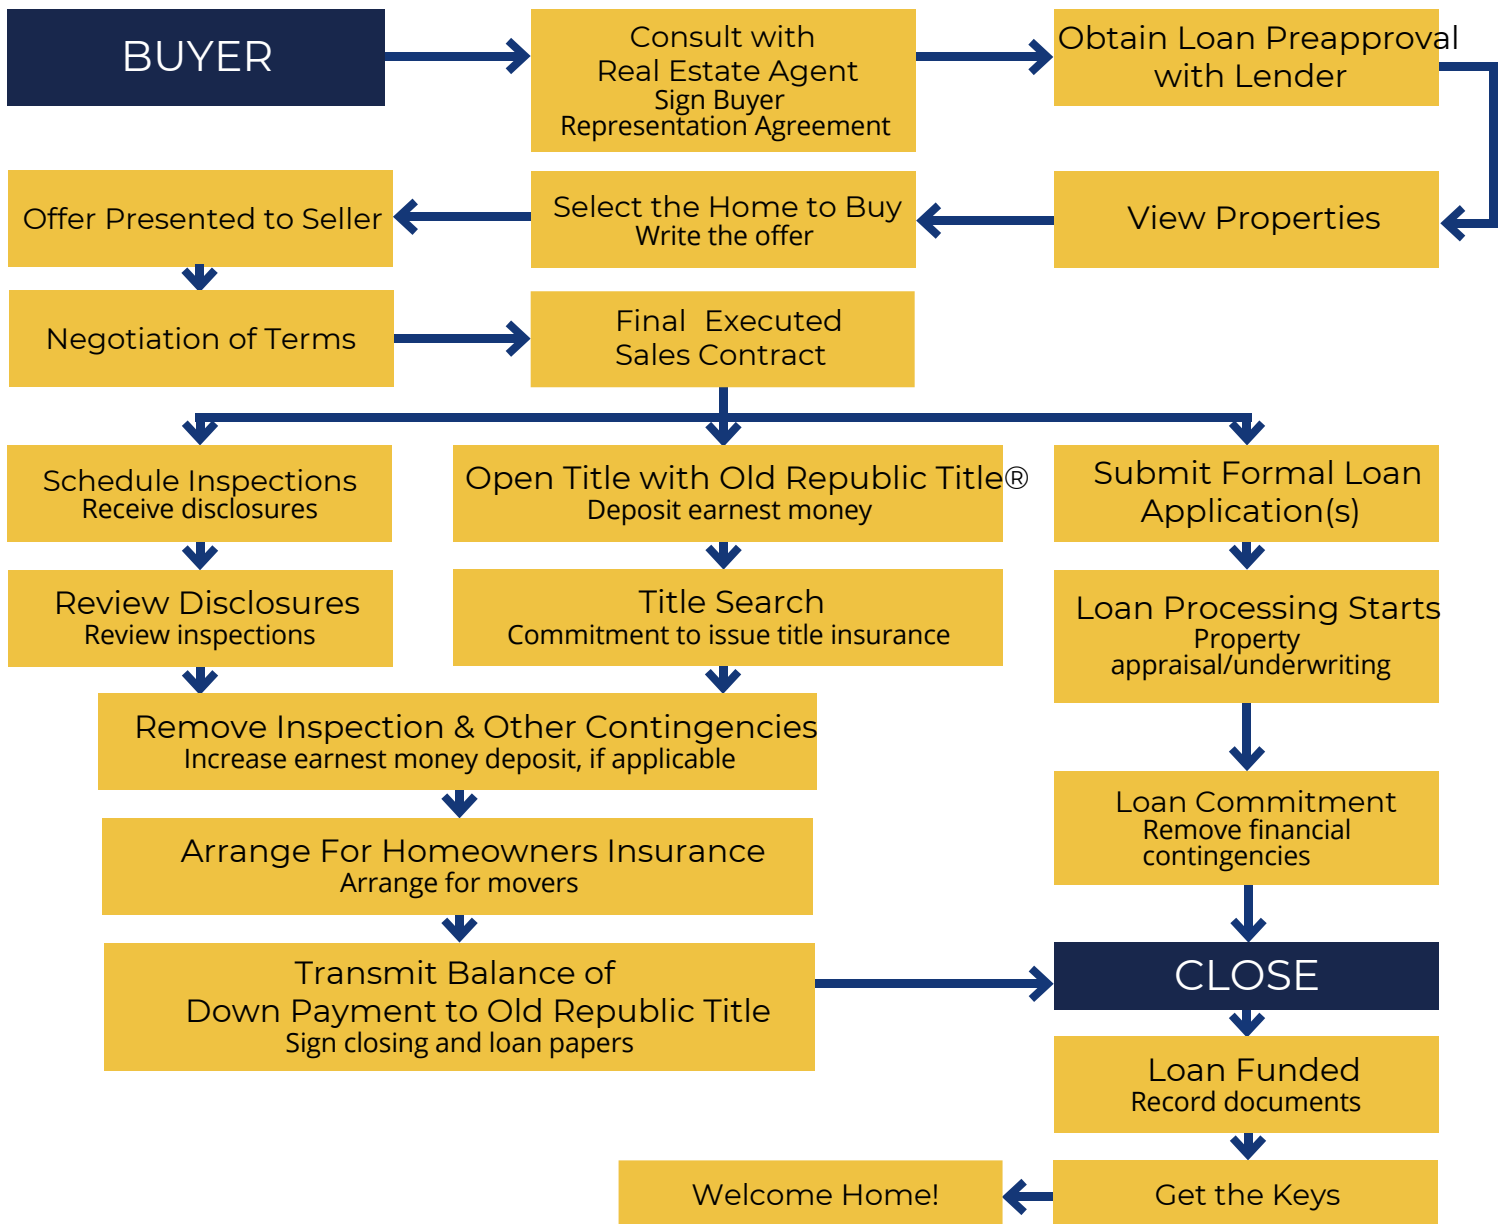 BUYER
Consult with
Real Estate Agent
Sign Buyer
Representation Agreement
Obtain Loan Preapproval
with Lender
Offer Presented to Seller
Select the Home to Buy
Write the offer
View Properties
Negotiation of Terms
Final Executed
Sales Contract
Schedule Inspections
Receive disclosures
Open Title with Old Republic Title®
Deposit earnest money
Submit Formal Loan
Application(s)
Review Disclosures
Review inspections
Title Search
Commitment to issue title insurance
Loan Processing Starts
Property
appraisal/underwriting
Remove Inspection & Other Contingencies
Increase earnest money deposit, if applicable
Loan Commitment
Remove financial
contingencies
Arrange For Homeowners Insurance
Arrange for movers
Transmit Balance of
Down Payment to Old Republic Title
Sign closing and loan papers
CLOSE
Loan Funded
Record documents
Welcome Home!
Get the Keys